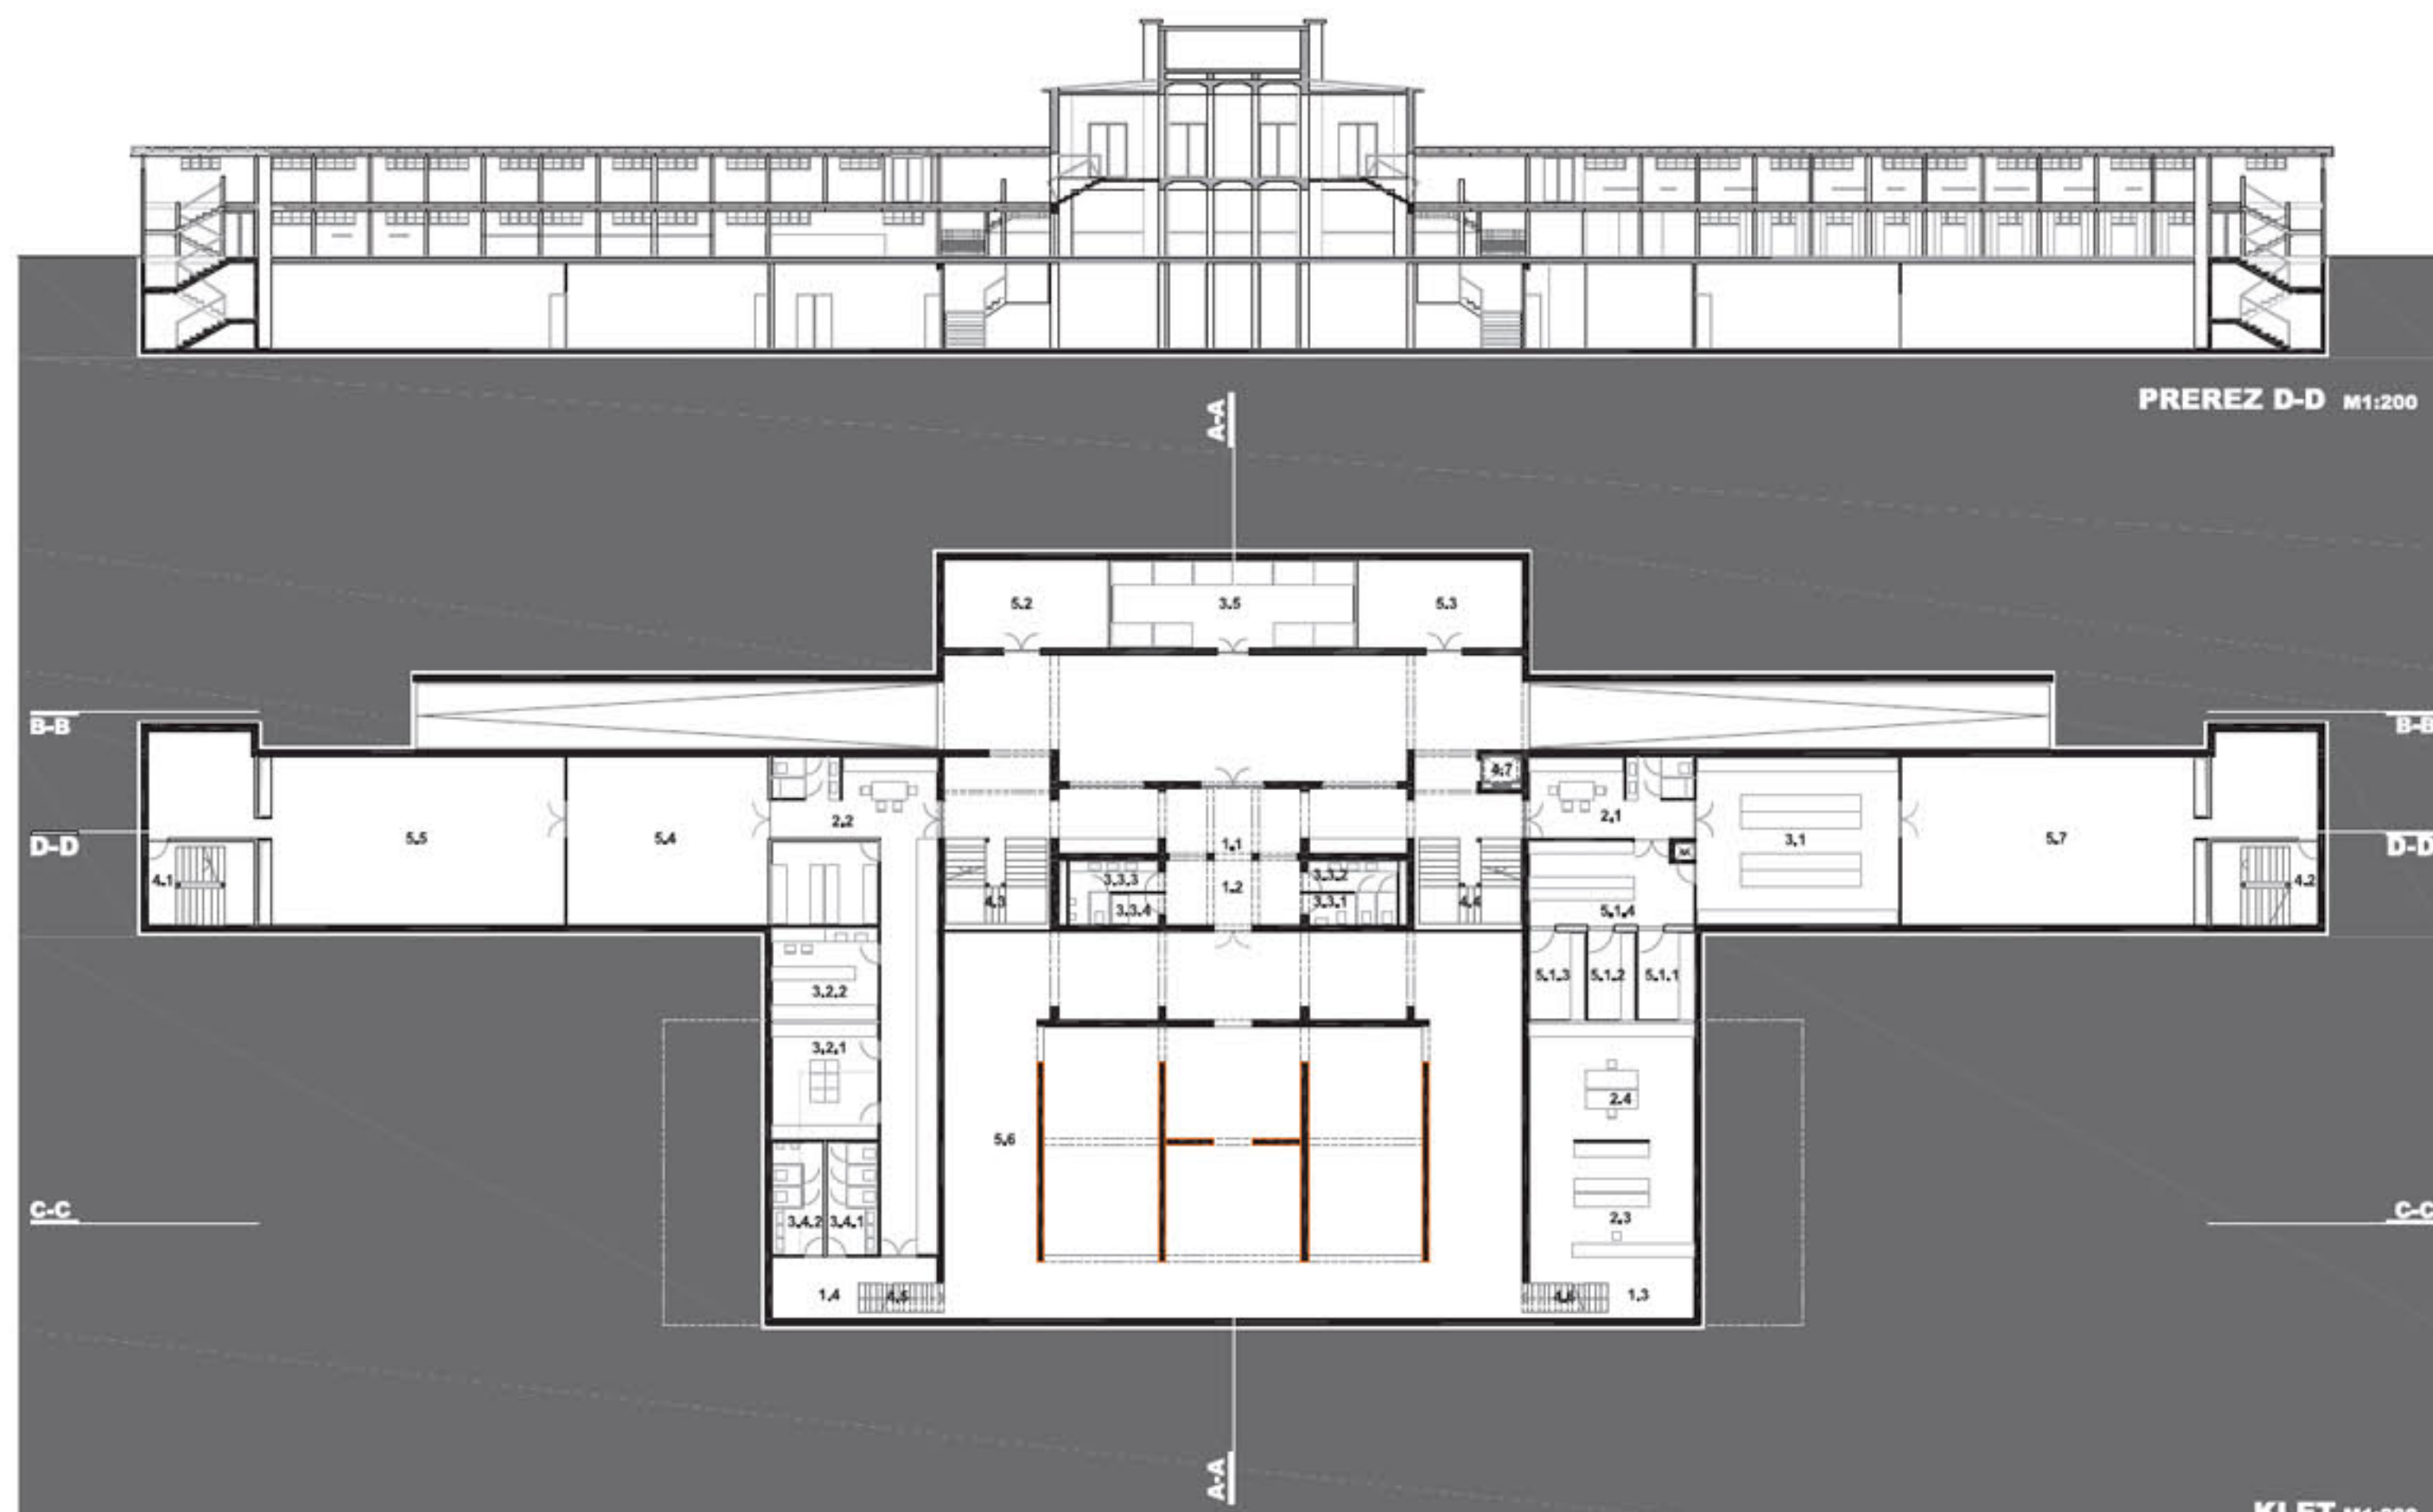 PREREZ D-D M1:200
A-A
5.2 3.5 5.3
B-B B-B
4.7
2.2 2.1
D-D 5.5 5.4 1.1 3.1 5.7 D-D
4.1 3.3.3 1.2 3.3.2 4.2
4.3 3.3.4 3.3.1 4.4 5.1.4
3.2.2 5.1.3 5.1.2 5.1.1
3.2.1
2.4
5.6
C-C 3.4.2 3.4.1 2.3 C-C
1.4 4.5 4.6 1.3
A-A